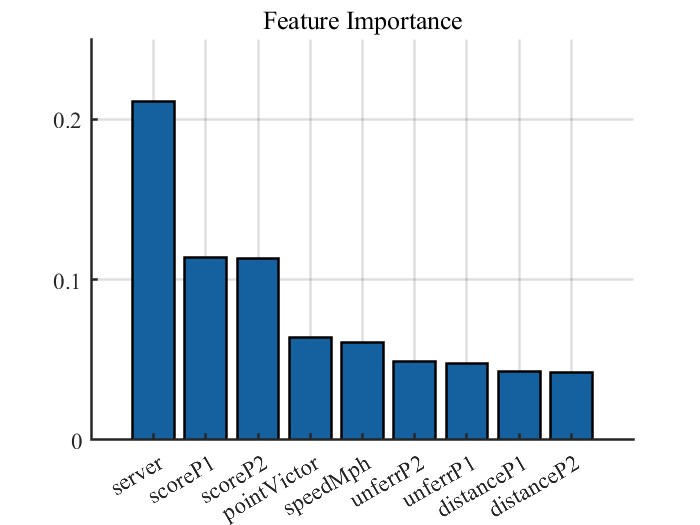 Feature Importance
0.2
0.1
0
server
scoreP1
scoreP2
pointVictor
speedMph
unferrP2
unferrP1
distanceP1
distanceP2